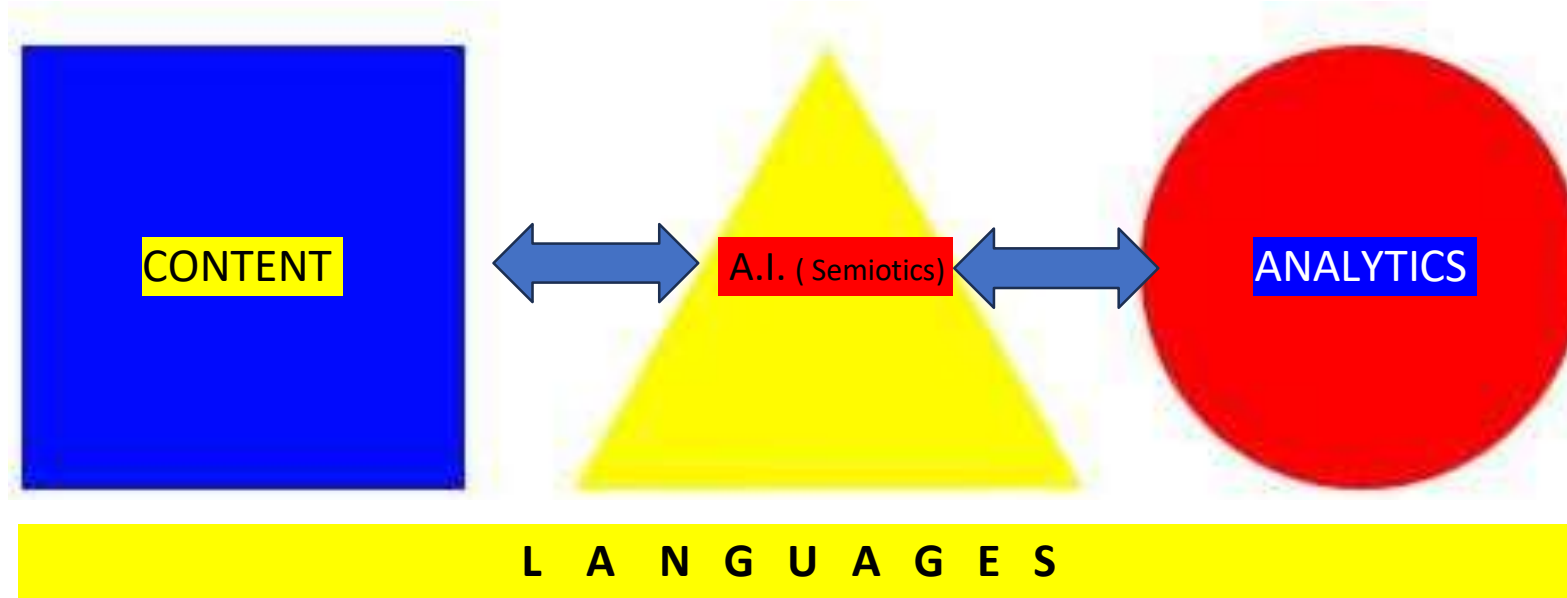 CONTENT
A.I. ( Semiotics)
ANALYTICS
L A N G U A G E S